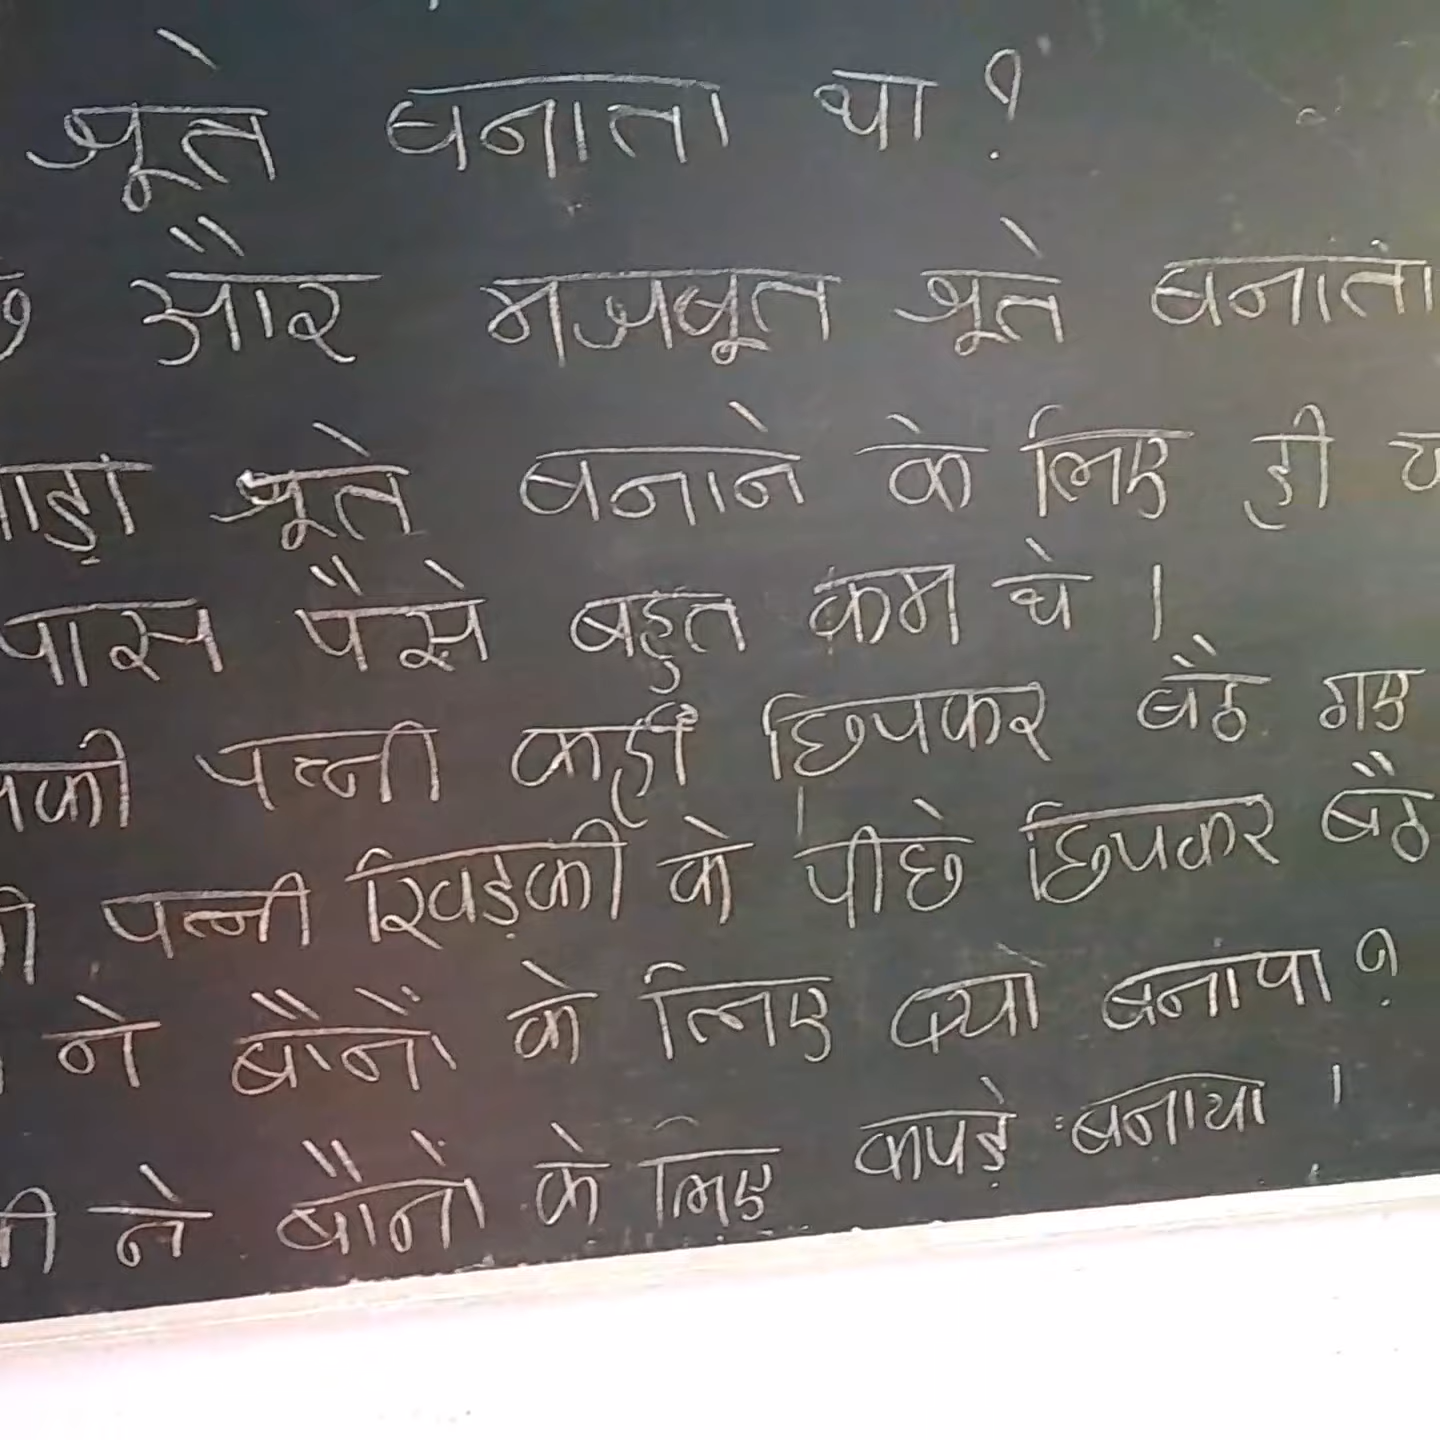 जूते बनाता था?
और मजबूत जूते बनाता
जूते बनाने के लिए ही
पास पैसे बहुत कम थे।
पत्नी कहाँ छिपकर बैठ गए
पत्नी खिड़की के पीछे छिपकर बैठ
ने बौनों के लिए क्या बनाया?
ने बौनों के लिए कपड़े बनाया।